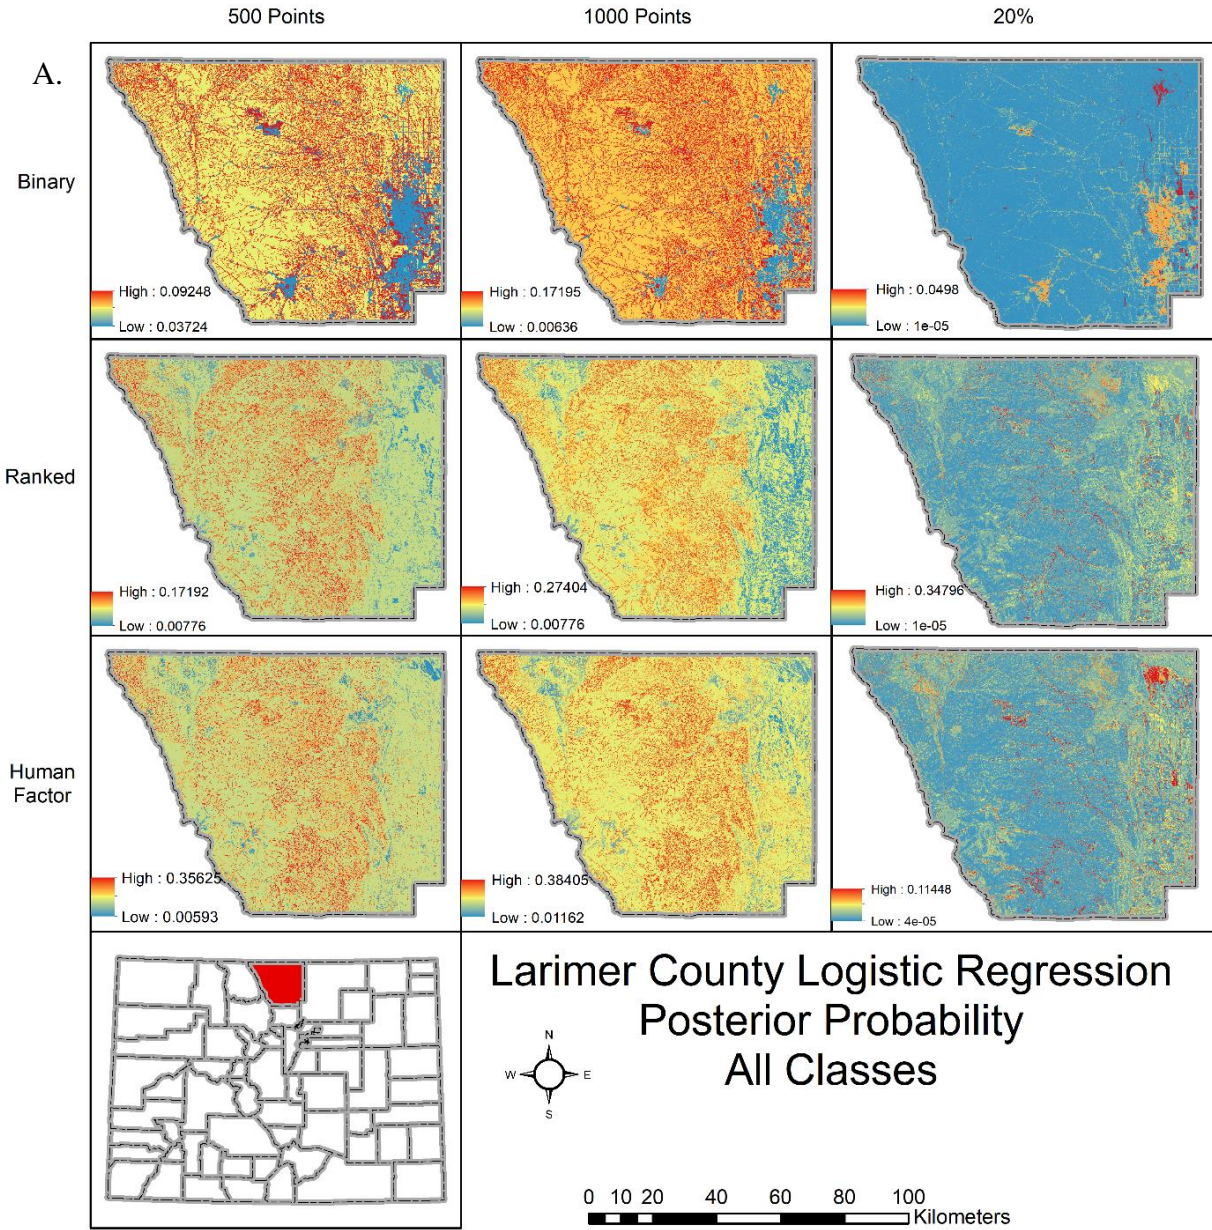 500 Points
1000 Points
20%
A.
Binary
High : 0.09248
Low : 0.03724
High : 0.17195
Low : 0.00636
High : 0.0498
Low : 1e-05
Ranked
High : 0.17192
Low : 0.00776
High : 0.27404
Low : 0.00776
High : 0.34796
Low : 1e-05
Human
Factor
High : 0.35625
Low : 0.00593
High : 0.38405
Low : 0.01162
High : 0.11448
Low : 4e-05
Larimer County Logistic Regression
Posterior Probability
All Classes
N
W E
S
0 10 20 40 60 80 100
Kilometers